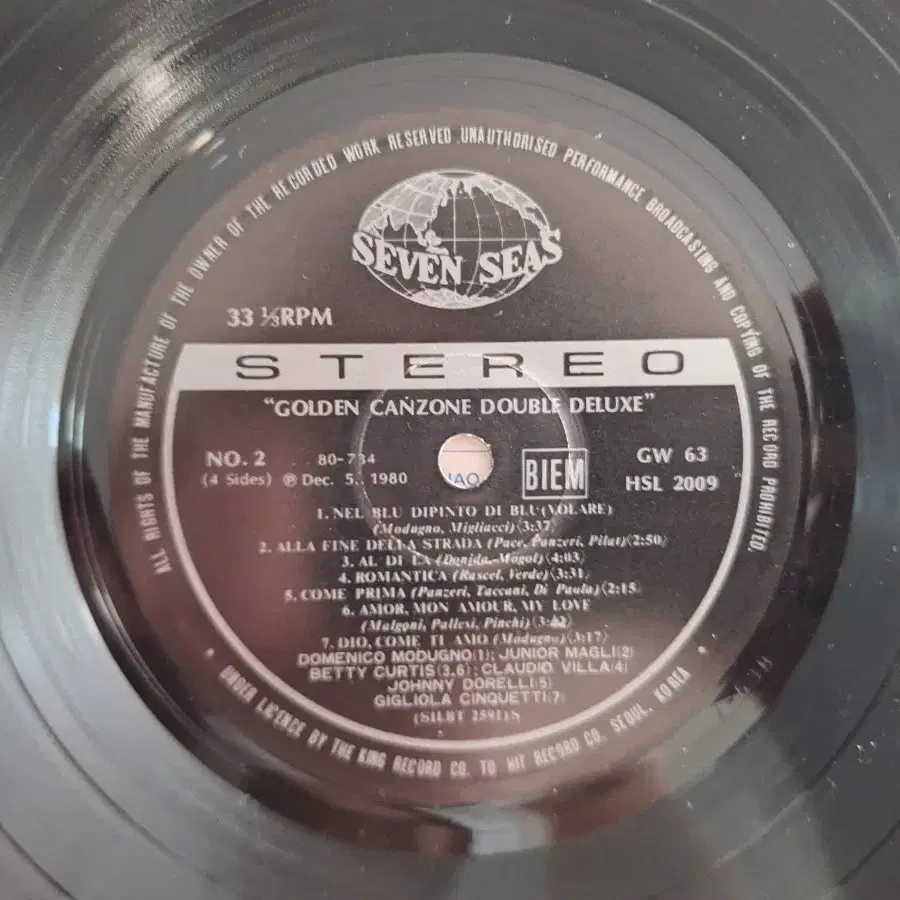 ALL RIGHTS OF THE MANUFACTURE OF THE OWNER OF THE RECORDED WORK RESERVED. UNAUTHORISED PERFORMANCE BROADCASTING AND COPYING OF THE RECORD PROHIBITED.
SEVEN SEAS
33 ⅓RPM
STEREO
"GOLDEN CANZONE DOUBLE DELUXE"
NO. 2 80-734 BIEM GW 63
(4 Sides) ℗ Dec. 5. 1980 HSL 2009
1. NEL BLU DIPINTO DI BLU(VOLARE)
(Modugno, Migliacci)(3:37)
2. ALLA FINE DELLA STRADA (Pace, Panzeri, Pilat)(2:50)
3. AL DI LA (Donida-Mogol)(4:03)
4. ROMANTICA (Rascel, Verde)(3:31)
5. COME PRIMA (Panzeri, Taccani, Di Paola)(2:15)
6. AMOR, MON AMOUR, MY LOVE
(Malgoni, Pallesi, Pinchi)(3:42)
7. DIO, COME TI AMO (Modugno)(3:17)
DOMENICO MODUGNO(1); JUNIOR MAGLI(2)
BETTY CURTIS(3.6); CLAUDIO VILLA(4)
JOHNNY DORELLI(5)
GIGLIOLA CINQUETTI(7)
(SILBT 2591)S
UNDER LICENCE BY THE KING RECORD CO. TO HIT RECORD CO. SEOUL, KOREA